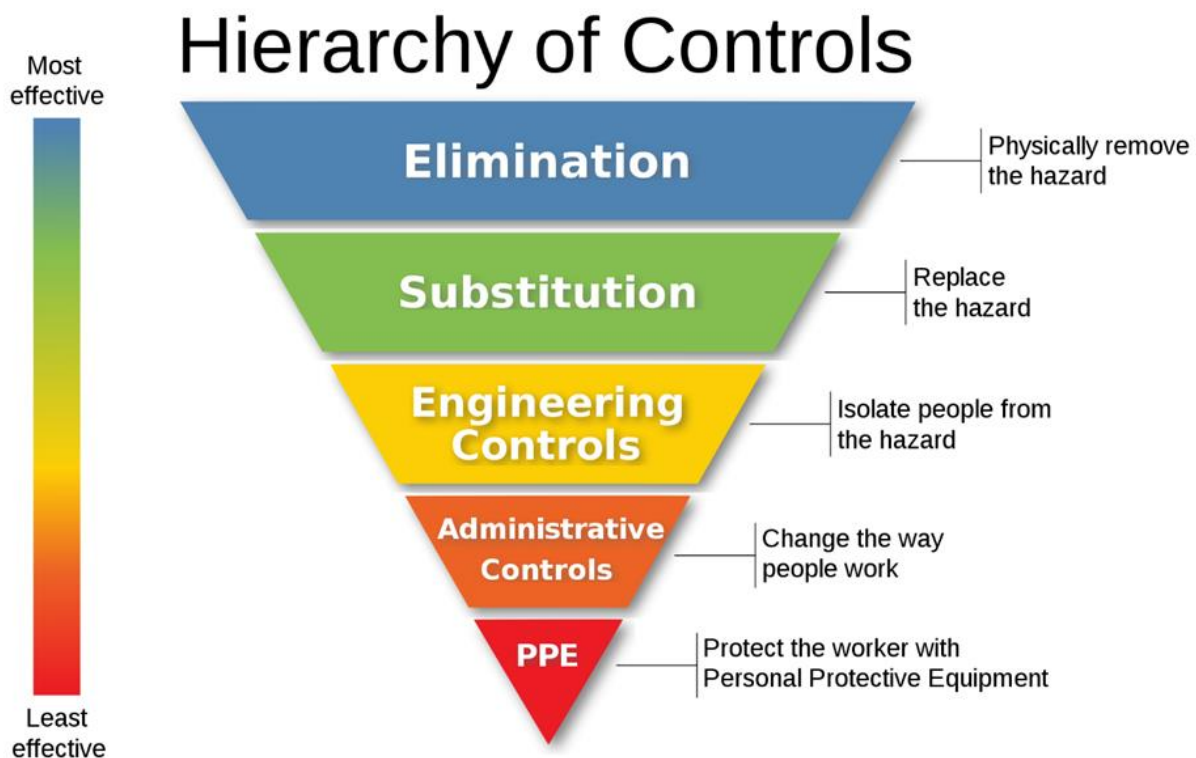 Hierarchy of Controls
Most
effective
Elimination
Physically remove
the hazard
Substitution
Replace
the hazard
Engineering
Controls
Isolate people from
the hazard
Administrative
Controls
Change the way
people work
PPE
Protect the worker with
Personal Protective Equipment
Least
effective